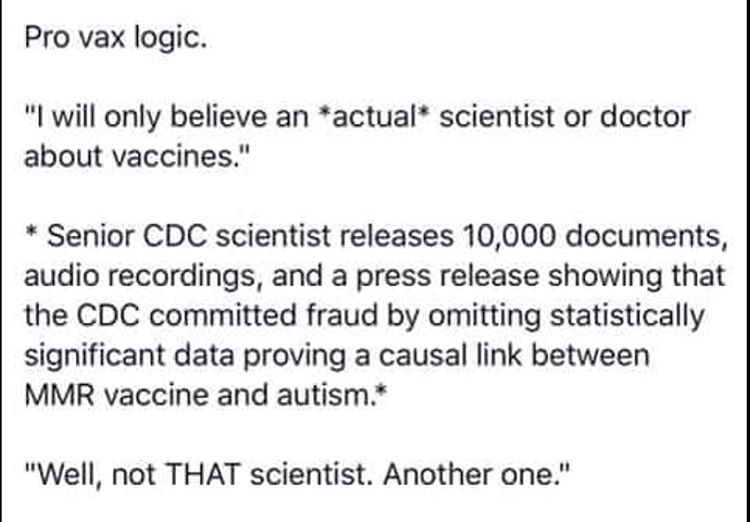 Pro vax logic.
"I will only believe an *actual* scientist or doctor
about vaccines."
* Senior CDC scientist releases 10,000 documents,
audio recordings, and a press release showing that
the CDC committed fraud by omitting statistically
significant data proving a causal link between
MMR vaccine and autism.*
"Well, not THAT scientist. Another one."